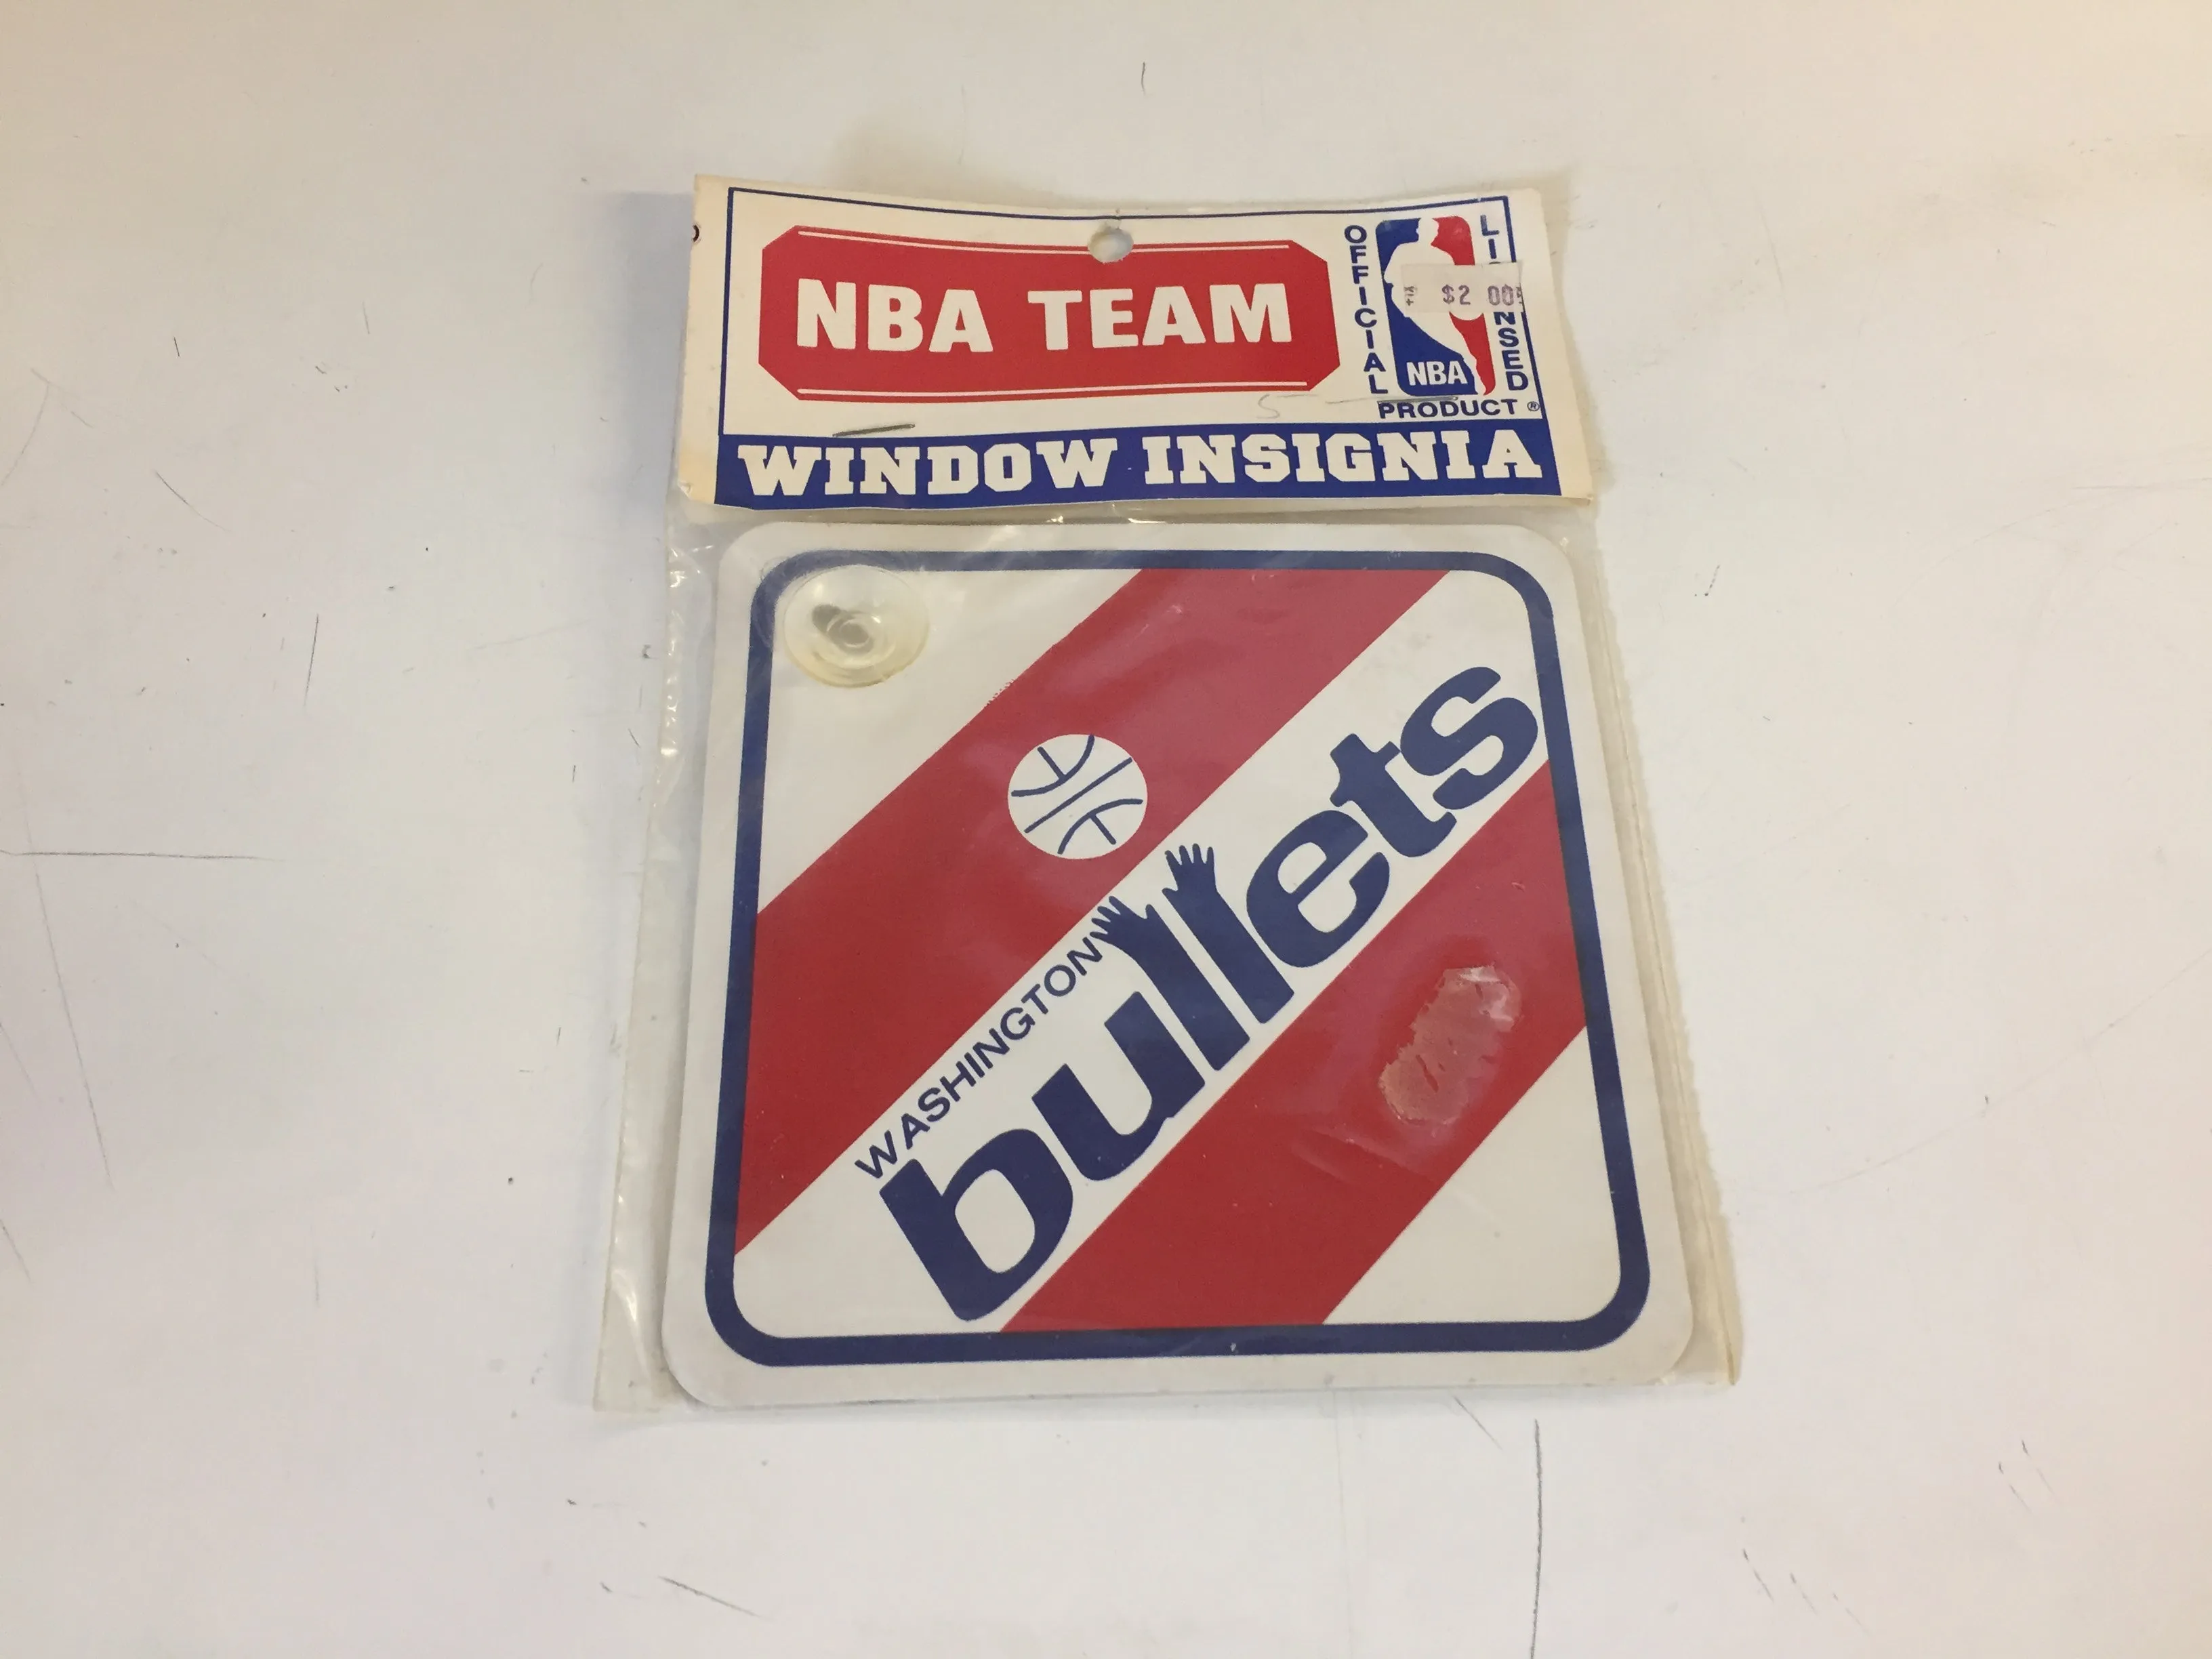 NBA TEAM
OFFICIAL
$2 00
NBA
PRODUCT ®
WINDOW INSIGNIA
WASHINGTON
bullets